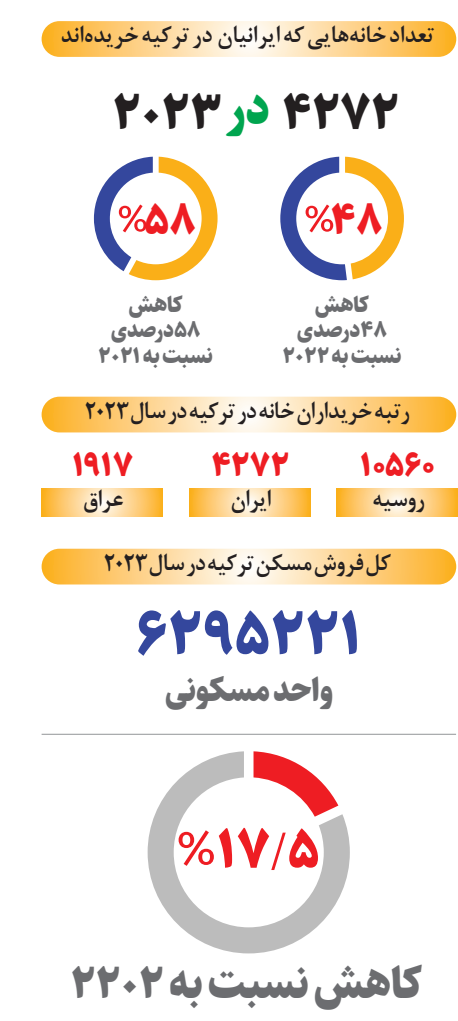 تعداد خانه‌هایی که ایرانیان در ترکیه خریده‌اند
۴۲۷۲ در ۲۰۲۳
%۴۸
%۵۸
کاهش
۴۸درصدی
نسبت به ۲۰۲۲
کاهش
۵۸درصدی
نسبت به ۲۰۲۱
رتبه خریداران خانه در ترکیه در سال ۲۰۲۳
۱۰۵۶۰
روسیه
۴۲۷۲
ایران
۱۹۱۷
عراق
کل فروش مسکن ترکیه در سال ۲۰۲۳
۶۲۹۵۲۲۱
واحد مسکونی
%۱۷/۵
کاهش نسبت به ۲۲۰۲